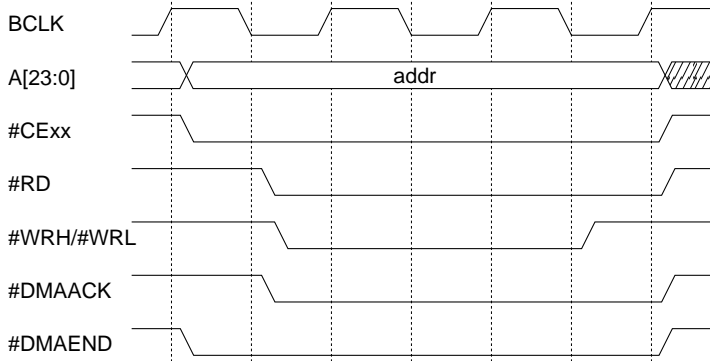 BCLK
A[23:0]
addr
#CExx
#RD
#WRH/#WRL
#DMAACK
#DMAEND